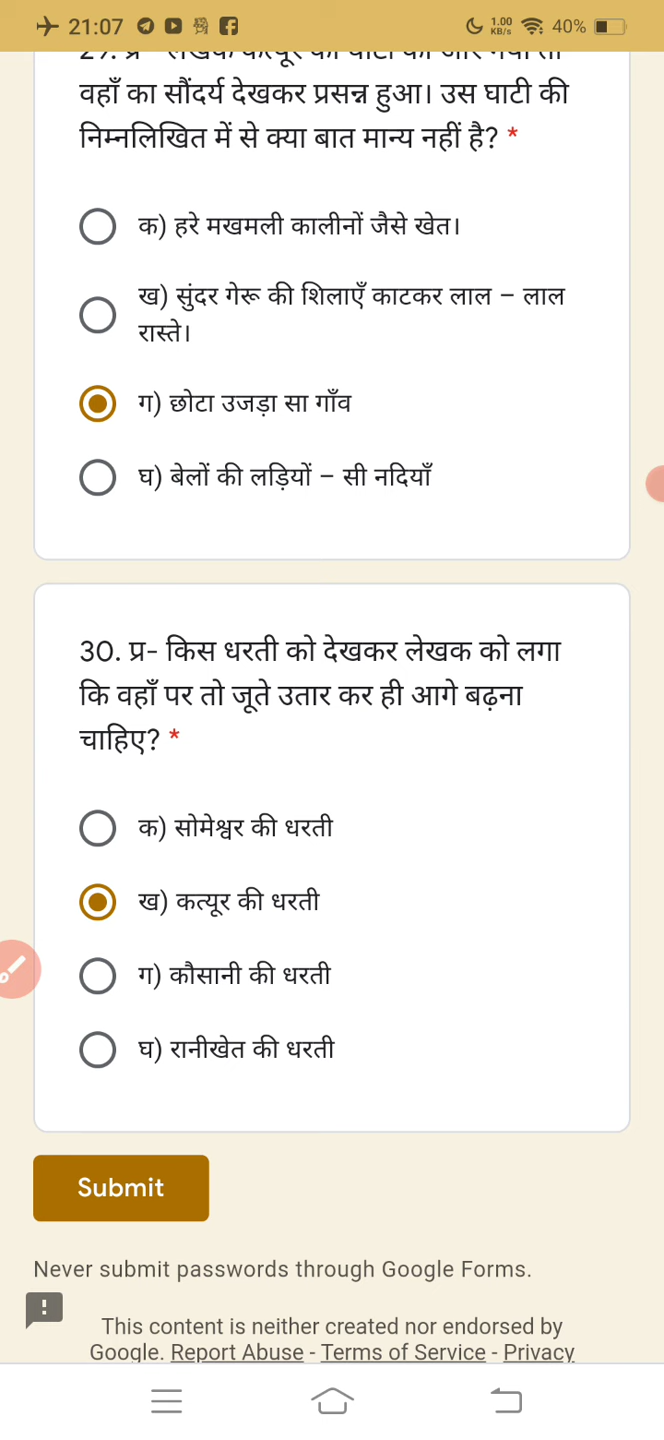 21:07
1.00
KB/s
40%
वहाँ का सौंदर्य देखकर प्रसन्न हुआ। उस घाटी की
निम्नलिखित में से क्या बात मान्य नहीं है? *
क) हरे मखमली कालीनों जैसे खेत।
ख) सुंदर गेरू की शिलाएँ काटकर लाल – लाल
रास्ते।
ग) छोटा उजड़ा सा गाँव
घ) बेलों की लड़ियों – सी नदियाँ
30. प्र- किस धरती को देखकर लेखक को लगा
कि वहाँ पर तो जूते उतार कर ही आगे बढ़ना
चाहिए? *
क) सोमेश्वर की धरती
ख) कत्यूर की धरती
ग) कौसानी की धरती
घ) रानीखेत की धरती
Submit
Never submit passwords through Google Forms.
This content is neither created nor endorsed by
Google. Report Abuse - Terms of Service - Privacy